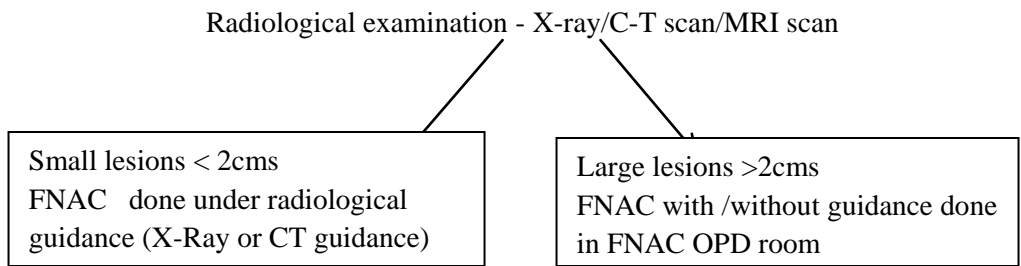 Radiological examination - X-ray/C-T scan/MRI scan
Small lesions < 2cms
FNAC done under radiological
guidance (X-Ray or CT guidance)
Large lesions >2cms
FNAC with /without guidance done
in FNAC OPD room